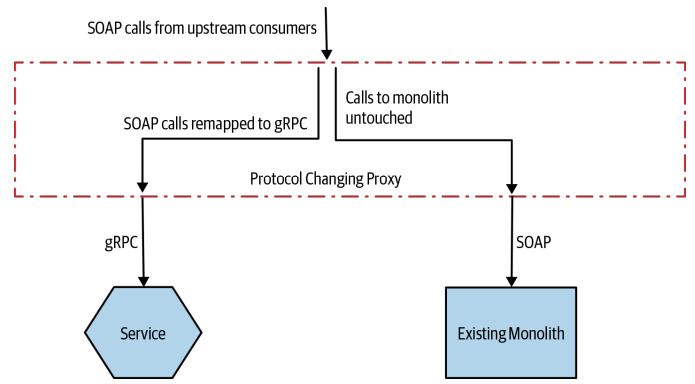 SOAP calls from upstream consumers
Calls to monolith
untouched
SOAP calls remapped to gRPC
Protocol Changing Proxy
gRPC
SOAP
Service
Existing Monolith